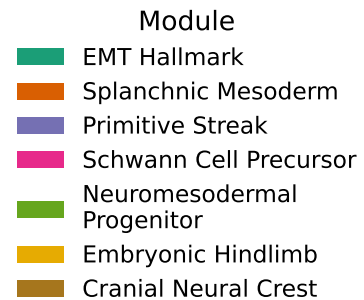 Module
EMT Hallmark
Splanchnic Mesoderm
Primitive Streak
Schwann Cell Precursor
Neuromesodermal
Progenitor
Embryonic Hindlimb
Cranial Neural Crest